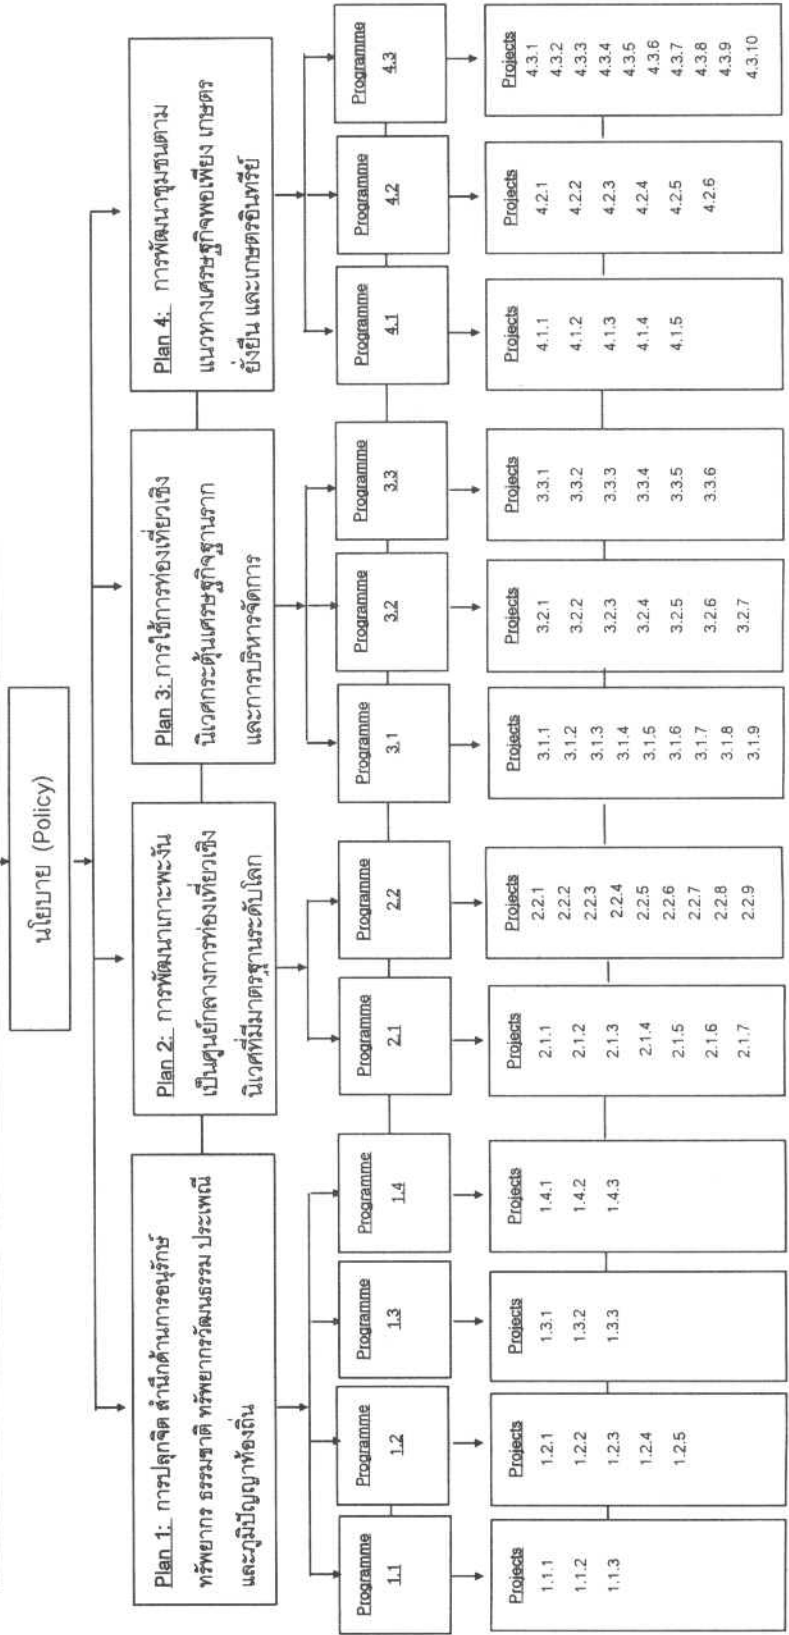 นโยบาย (Policy)
Plan 1: การปลุกจิต สำนึกด้านการอนุรักษ์
ทรัพยากร ธรรมชาติ ทรัพยากรวัฒนธรรม ประเพณี
และภูมิปัญญาท้องถิ่น
Plan 2: การพัฒนาเกาะพะงัน
เป็นศูนย์กลางการท่องเที่ยวเชิง
นิเวศที่มีมาตรฐานระดับโลก
Plan 3: การใช้การท่องเที่ยวเชิง
นิเวศกระตุ้นเศรษฐกิจฐานราก
และการบริหารจัดการ
Plan 4: การพัฒนาชุมชนตาม
แนวทางเศรษฐกิจพอเพียง เกษตร
ยั่งยืน และเกษตรอินทรีย์
Programme
1.1
Programme
1.2
Programme
1.3
Programme
1.4
Programme
2.1
Programme
2.2
Programme
3.1
Programme
3.2
Programme
3.3
Programme
4.1
Programme
4.2
Programme
4.3
Projects
1.1.1
1.1.2
1.1.3
Projects
1.2.1
1.2.2
1.2.3
1.2.4
1.2.5
Projects
1.3.1
1.3.2
1.3.3
Projects
1.4.1
1.4.2
1.4.3
Projects
2.1.1
2.1.2
2.1.3
2.1.4
2.1.5
2.1.6
2.1.7
Projects
2.2.1
2.2.2
2.2.3
2.2.4
2.2.5
2.2.6
2.2.7
2.2.8
2.2.9
Projects
3.1.1
3.1.2
3.1.3
3.1.4
3.1.5
3.1.6
3.1.7
3.1.8
3.1.9
Projects
3.2.1
3.2.2
3.2.3
3.2.4
3.2.5
3.2.6
3.2.7
Projects
3.3.1
3.3.2
3.3.3
3.3.4
3.3.5
3.3.6
Projects
4.1.1
4.1.2
4.1.3
4.1.4
4.1.5
Projects
4.2.1
4.2.2
4.2.3
4.2.4
4.2.5
4.2.6
Projects
4.3.1
4.3.2
4.3.3
4.3.4
4.3.5
4.3.6
4.3.7
4.3.8
4.3.9
4.3.10